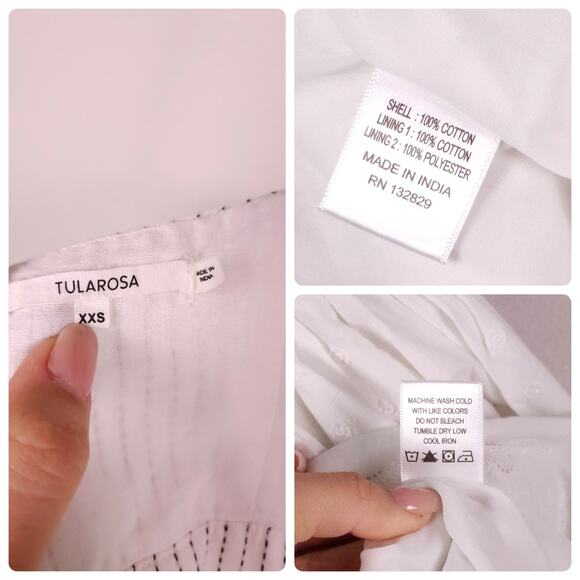 TULAROSA
MADE IN
INDIA
XXS
SHELL : 100% COTTON
LINING 1 : 100% COTTON
LINING 2 : 100% POLYESTER
MADE IN INDIA
RN 132829
MACHINE WASH COLD
WITH LIKE COLORS
DO NOT BLEACH
TUMBLE DRY LOW
COOL IRON